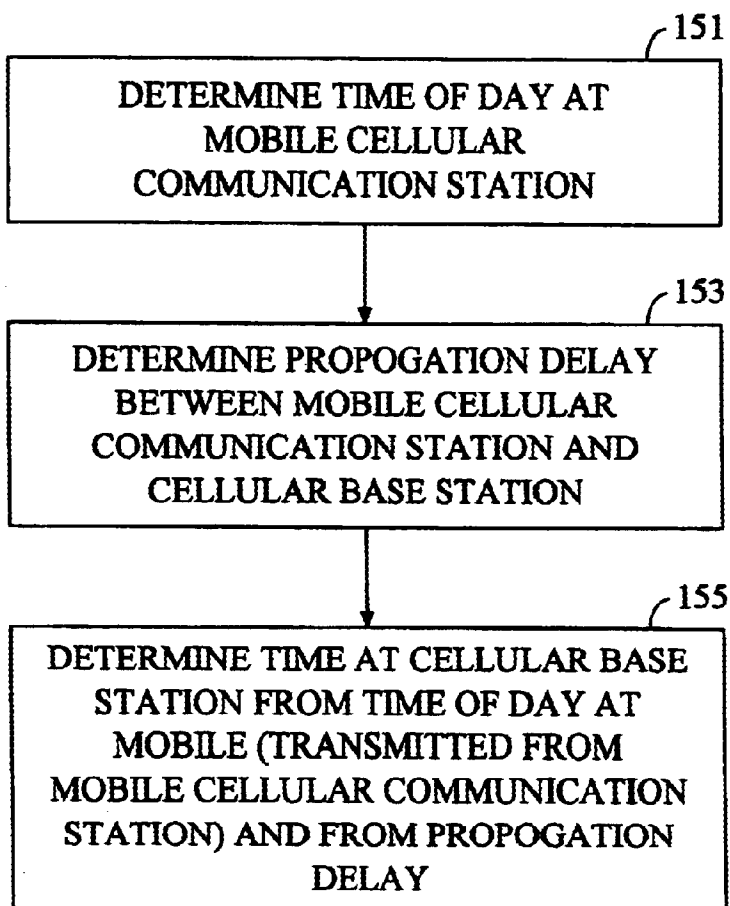 151
DETERMINE TIME OF DAY AT
MOBILE CELLULAR
COMMUNICATION STATION
153
DETERMINE PROPOGATION DELAY
BETWEEN MOBILE CELLULAR
COMMUNICATION STATION AND
CELLULAR BASE STATION
155
DETERMINE TIME AT CELLULAR BASE
STATION FROM TIME OF DAY AT
MOBILE (TRANSMITTED FROM
MOBILE CELLULAR COMMUNICATION
STATION) AND FROM PROPOGATION
DELAY